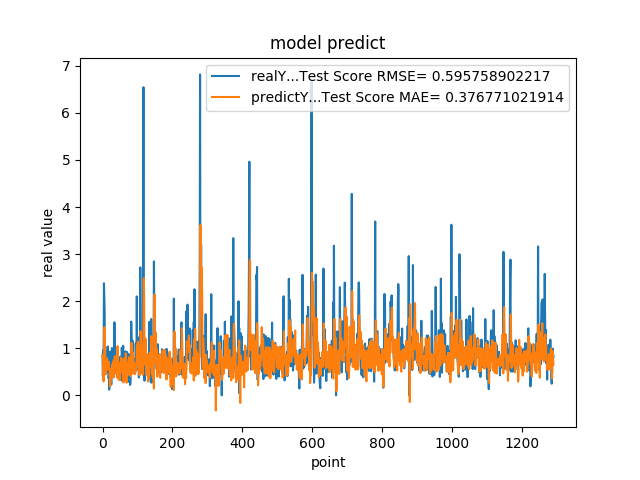 model predict
realY...Test Score RMSE= 0.595758902217
predictY...Test Score MAE= 0.376771021914
7
6
5
4
3
2
1
0
real value
0 200 400 600 800 1000 1200
point